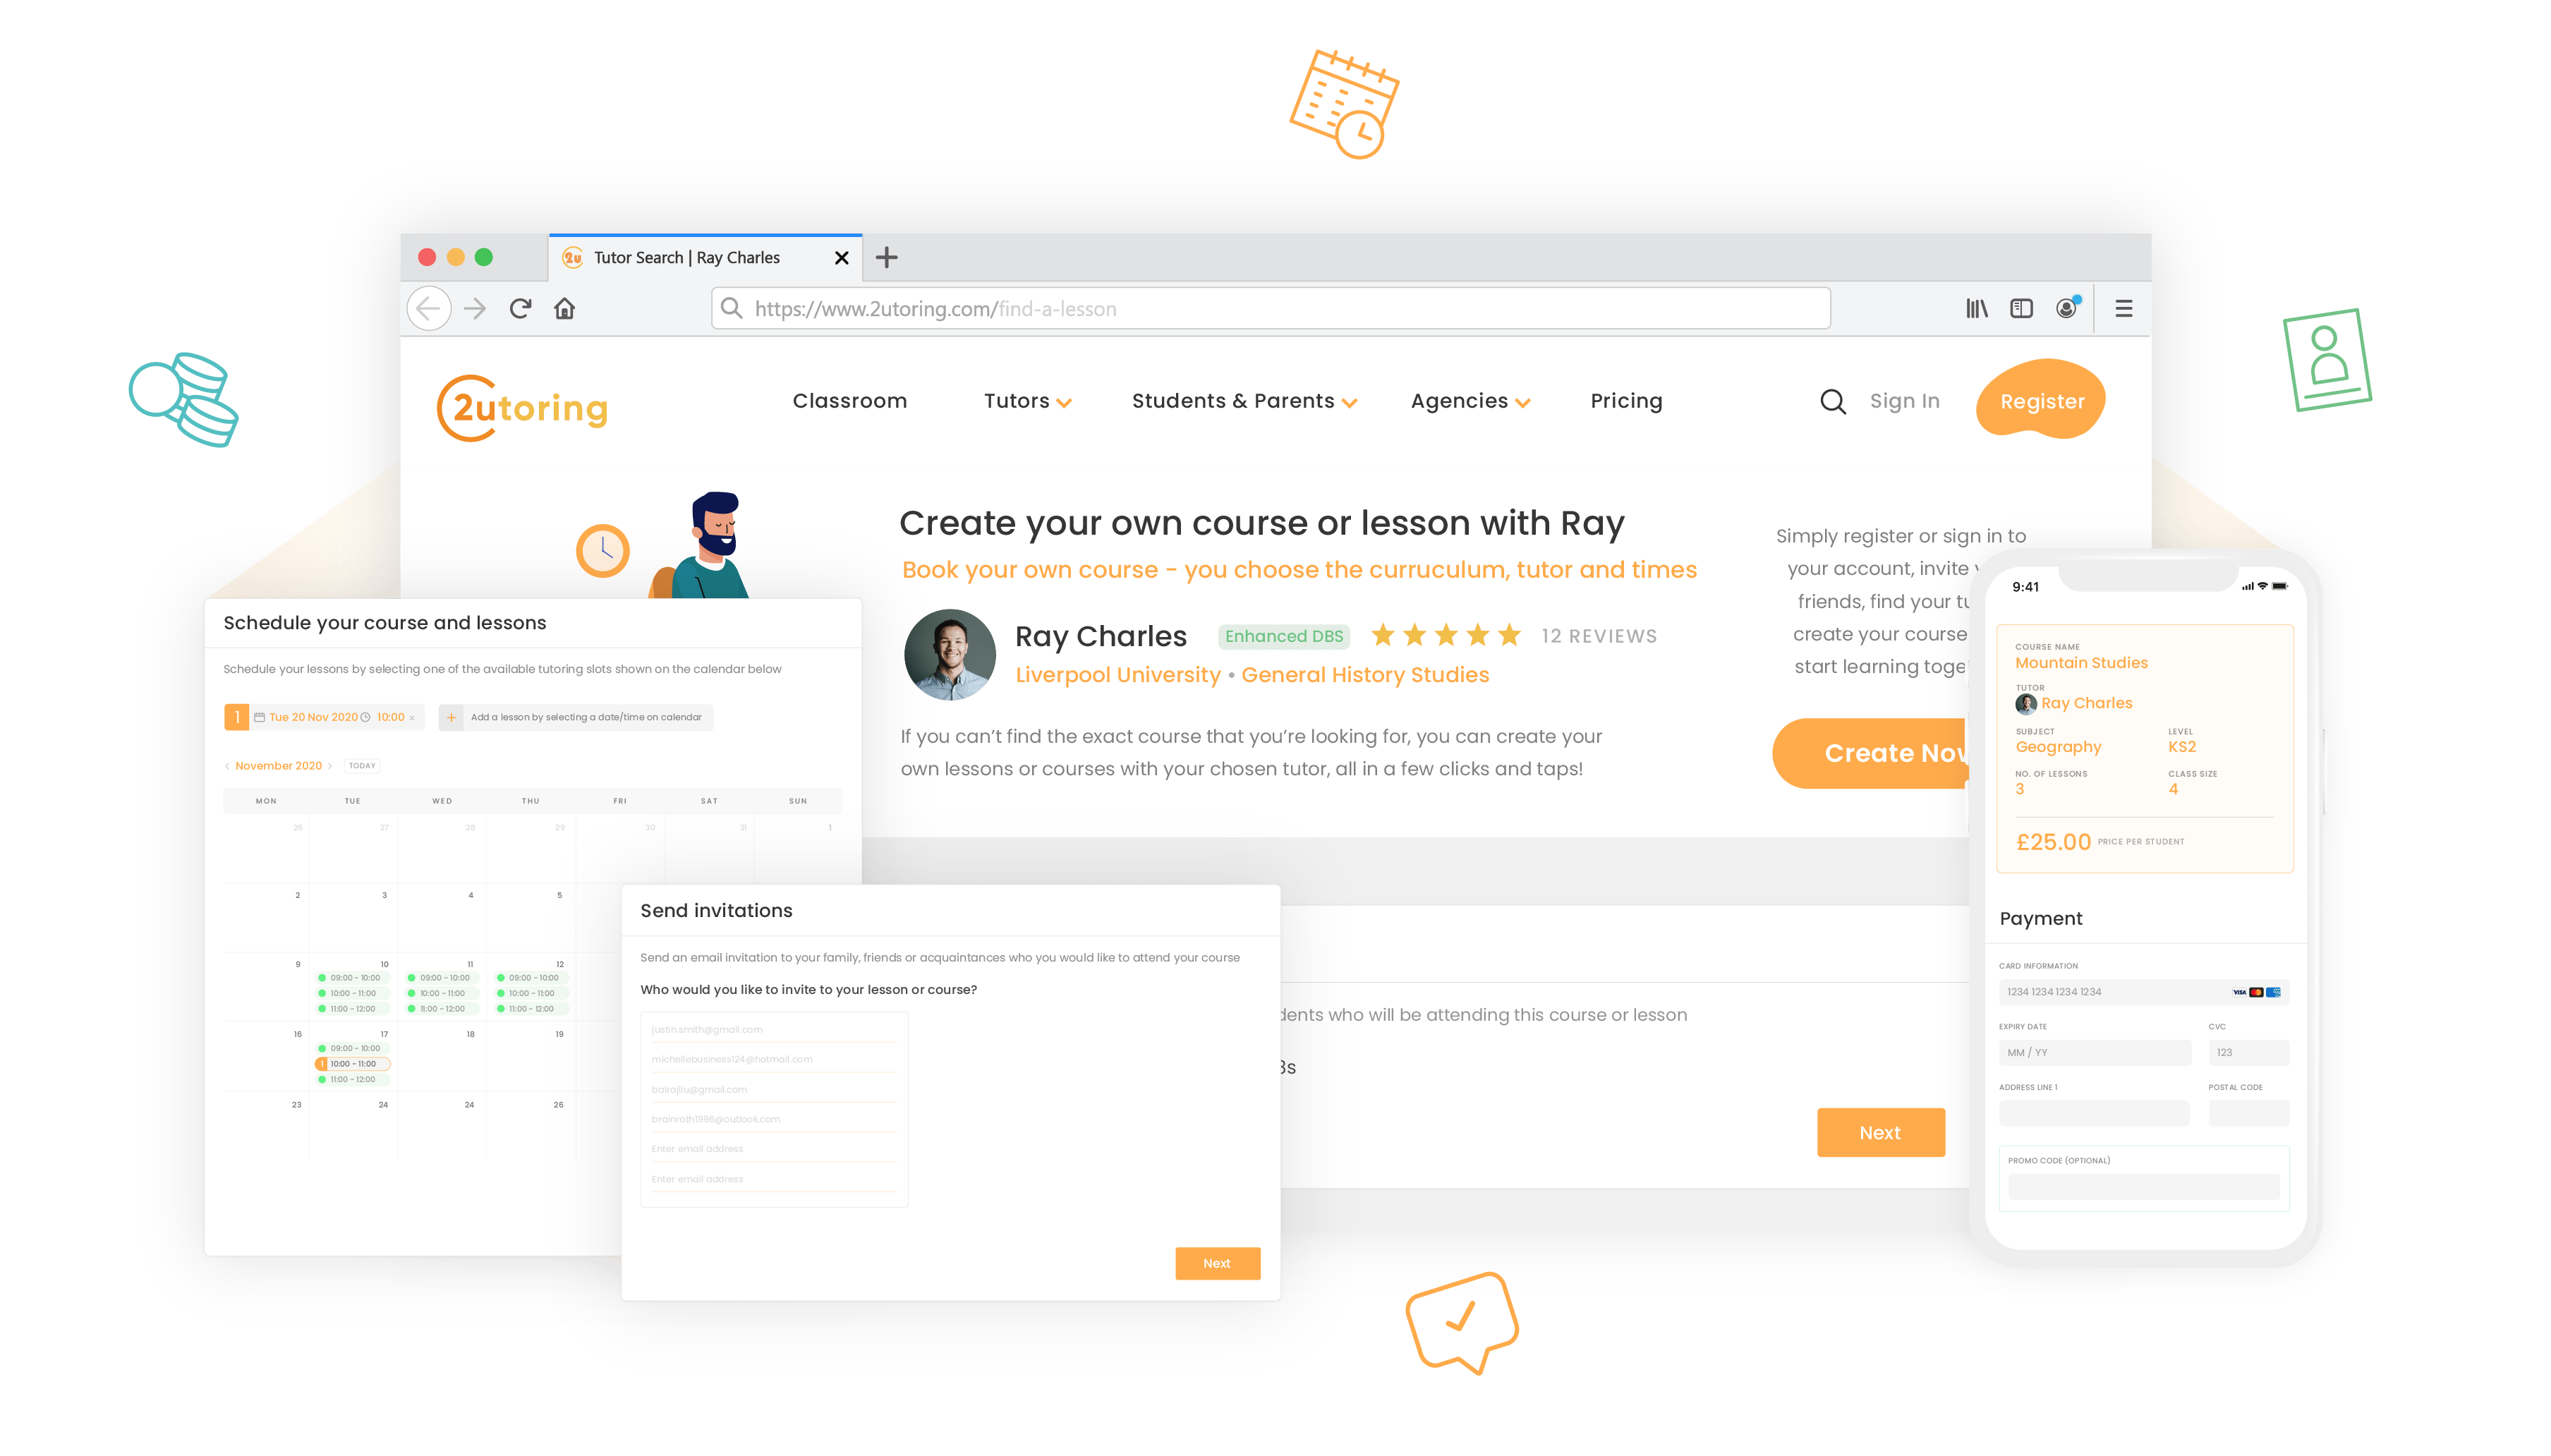 2u Tutor Search | Ray Charles
https://www.2utoring.com/find-a-lesson
2utoring
Classroom
Tutors
Students & Parents
Agencies
Pricing
Sign In
Register
Create your own course or lesson with Ray
Book your own course - you choose the curruculum, tutor and times
Ray Charles
Enhanced DBS
12 REVIEWS
Liverpool University • General History Studies
If you can't find the exact course that you're looking for, you can create your
own lessons or courses with your chosen tutor, all in a few clicks and taps!
Simply register or sign in to
your account, invite
friends, find your
create your course
start learning
Create
Schedule your course and lessons
Schedule your lessons by selecting one of the available tutoring slots shown on the calendar below
1 Tue 20 Nov 2020 10:00 ×
+ Add a lesson by selecting a date/time on calendar
< November 2020 > TODAY
MON TUE WED THU FRI SAT SUN
26 27 28 29 30 31 1
2 3 4 5
9 10 11 12
09:00 - 10:00 09:00 - 10:00 09:00 - 10:00
10:00 - 11:00 10:00 - 11:00 10:00 - 11:00
11:00 - 12:00 11:00 - 12:00 11:00 - 12:00
16 17 18 19
09:00 - 10:00
1 10:00 - 11:00
11:00 - 12:00
23 24 24 26
Send invitations
Send an email invitation to your family, friends or acquaintances who you would like to attend your course
Who would you like to invite to your lesson or course?
justin.smith@gmail.com
michellebusiness124@hotmail.com
balrajliu@gmail.com
brainroth1996@outlook.com
Enter email address
Enter email address
Next
who will be attending this course or lesson
Next
9:41
COURSE NAME
Mountain Studies
TUTOR
Ray Charles
SUBJECT LEVEL
Geography KS2
NO. OF LESSONS CLASS SIZE
3 4
£25.00 PRICE PER STUDENT
Payment
CARD INFORMATION
1234 1234 1234 1234 VISA
EXPIRY DATE CVC
MM / YY 123
ADDRESS LINE 1 POSTAL CODE
PROMO CODE (OPTIONAL)